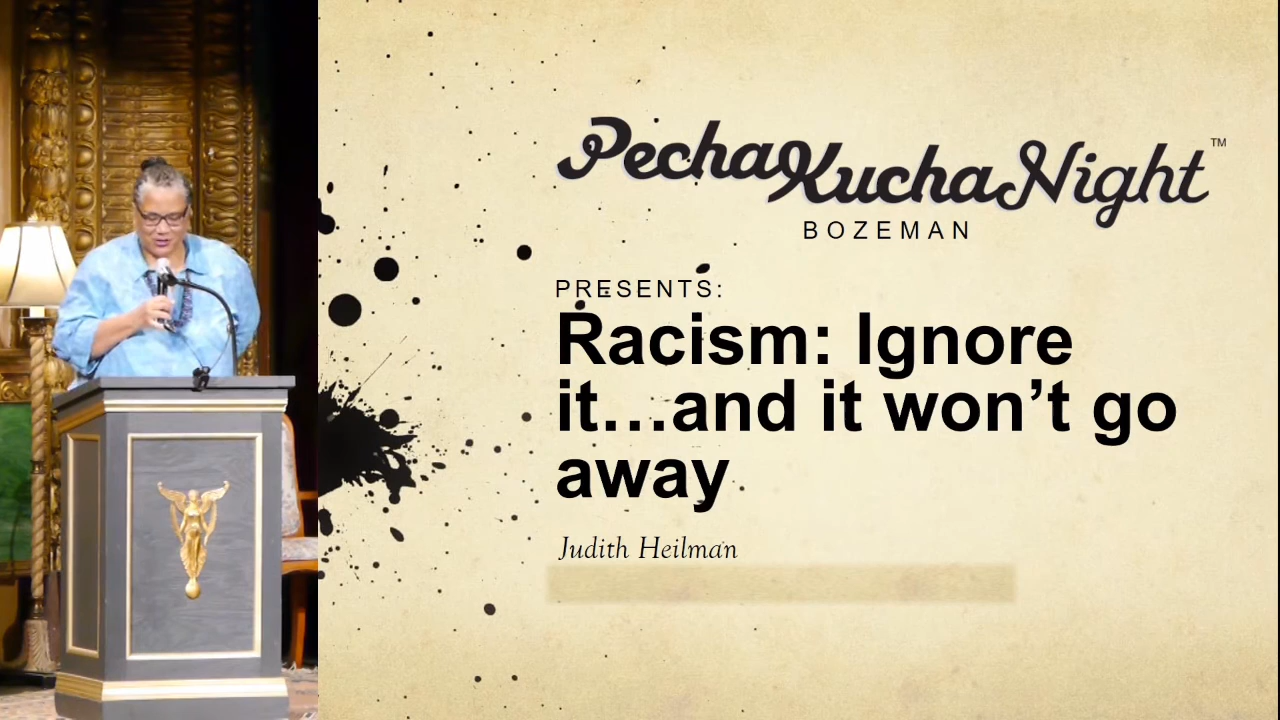 PechaKuchaNight™
BOZEMAN
PRESENTS:
Racism: Ignore
it…and it won’t go
away
Judith Heilman